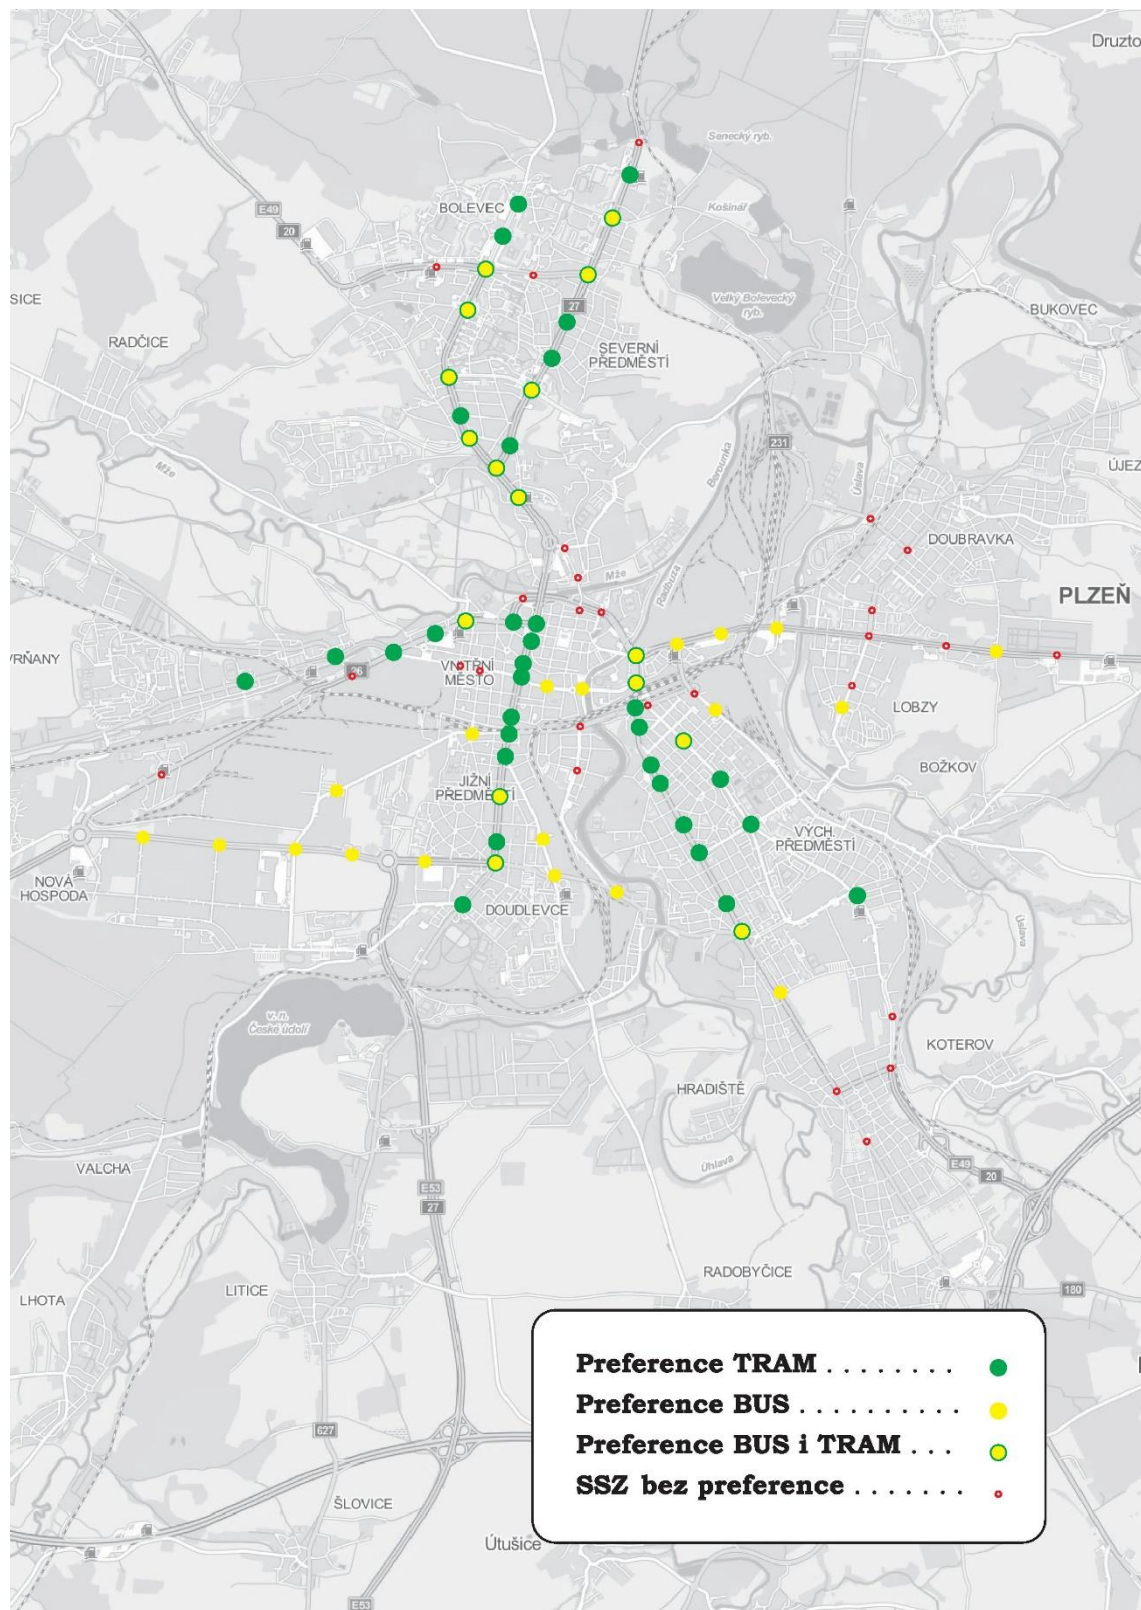 Druzto
Senecký ryb.
BOLEVEC
Košinář
E49
20
SICE
Velký Bolevecký
ryb.
27
BUKOVEC
RADČICE
SEVERNÍ
PŘEDMĚSTÍ
231
Berounka
Mže
Úslava
ÚJEZ
DOUBRAVKA
Mže
Radbuza
PLZEŇ
VNITŘNÍ
MĚSTO
26
LOBZY
BOŽKOV
JIŽNÍ
PŘEDMĚSTÍ
VÝCH.
PŘEDMĚSTÍ
NOVÁ
HOSPODA
DOUDLEVCE
Úslava
v. n.
České údolí
KOTEROV
HRADIŠTĚ
VALCHA
Úhlava
E49
20
E53
27
RADOBYČICE
LITICE
LHOTA
180
Preference TRAM . . . . . . . .
Preference BUS . . . . . . . . . .
Preference BUS i TRAM . . .
SSZ bez preference . . . . . . .
627
ŠLOVICE
Útušice
E53